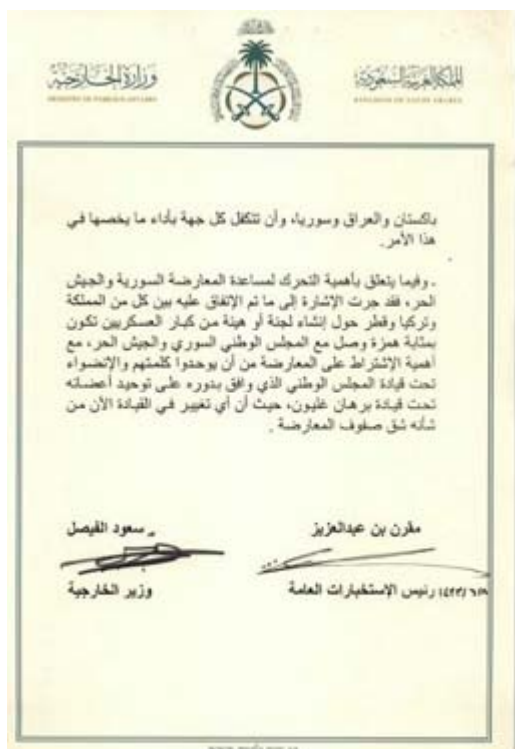 المملكة العربية السعودية
KINGDOM OF SAUDI ARABIA
وزارة الخارجية
MINISTRY OF FOREIGN AFFAIRS
باكستان والعراق وسوريا، وأن تتكفل كل جهة بأداء ما يخصها في
هذا الأمر.
. وفيما يتعلق بأهمية التحرك لمساعدة المعارضة السورية والجيش
الحر، فقد جرت الإشارة إلى ما تم الإتفاق عليه بين كل من المملكة
وتركيا وقطر حول إنشاء لجنة أو هيئة من كبار العسكريين تكون
بمثابة همزة وصل مع المجلس الوطني السوري والجيش الحر، مع
أهمية الإشتراط على المعارضة من أن يوحدوا كلمتهم والإنضواء
تحت قيادة المجلس الوطني الذي وافق بدوره على توحيد أعضائه
تحت قيادة برهان غليون، حيث أن أي تغيير في القيادة الآن من
شأنه شق صفوف المعارضة .
مقرن بن عبدالعزيز
سعود الفيصل
رئيس الإستخبارات العامة
وزير الخارجية